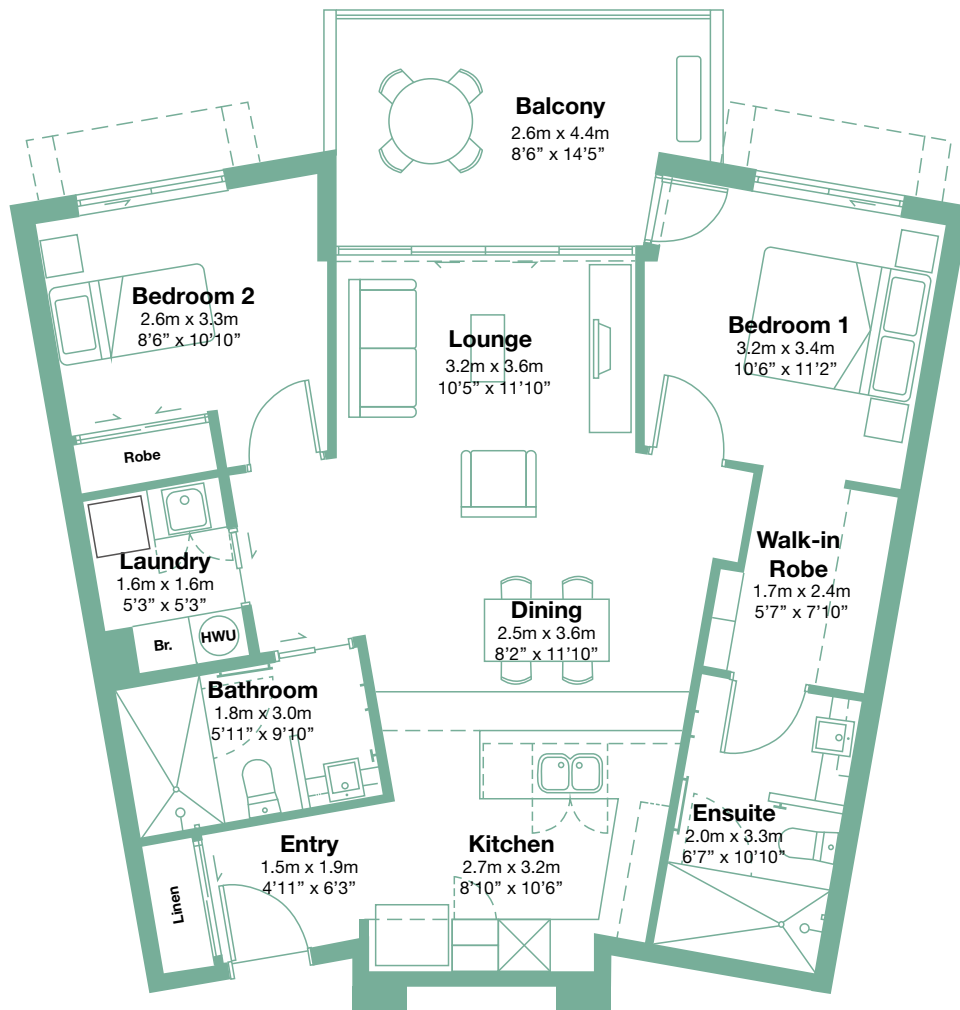 Balcony
2.6m x 4.4m
8’6” x 14’5”
Bedroom 2
2.6m x 3.3m
8’6” x 10’10”
Lounge
3.2m x 3.6m
10’5” x 11’10”
Bedroom 1
3.2m x 3.4m
10’6” x 11’2”
Robe
Laundry
1.6m x 1.6m
5’3” x 5’3”
Br.
HWU
Walk-in
Robe
1.7m x 2.4m
5’7” x 7’10”
Dining
2.5m x 3.6m
8’2” x 11’10”
Bathroom
1.8m x 3.0m
5’11” x 9’10”
Entry
1.5m x 1.9m
4’11” x 6’3”
Kitchen
2.7m x 3.2m
8’10” x 10’6”
Ensuite
2.0m x 3.3m
6’7” x 10’10”
Linen